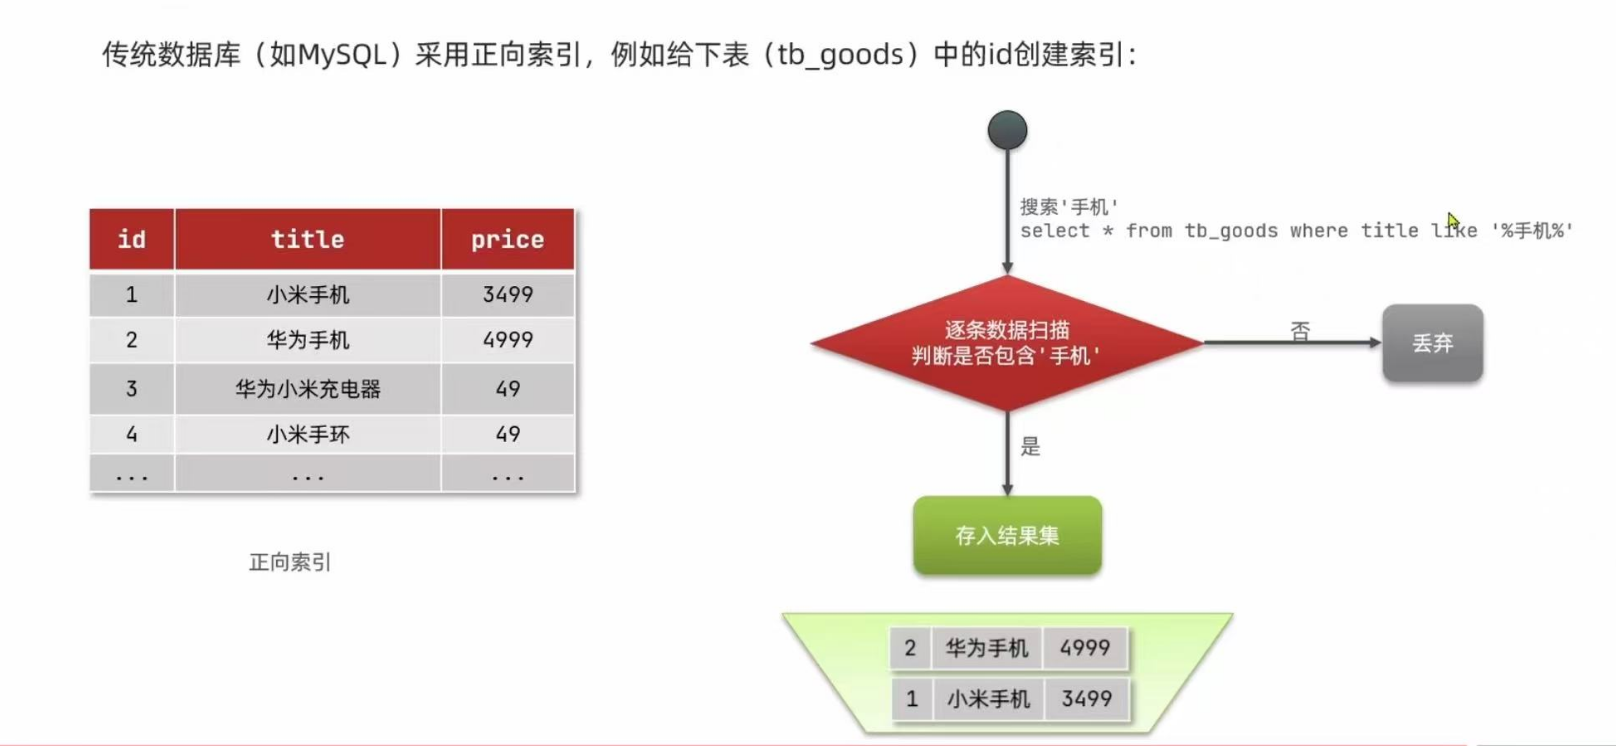 传统数据库（如MySQL）采用正向索引，例如给下表（tb_goods）中的id创建索引：
id title price
1 小米手机 3499
2 华为手机 4999
3 华为小米充电器 49
4 小米手环 49
... ... ...
正向索引
搜索'手机'
select * from tb_goods where title like '%手机%'
逐条数据扫描
判断是否包含'手机'
否
丢弃
是
存入结果集
2 华为手机 4999
1 小米手机 3499